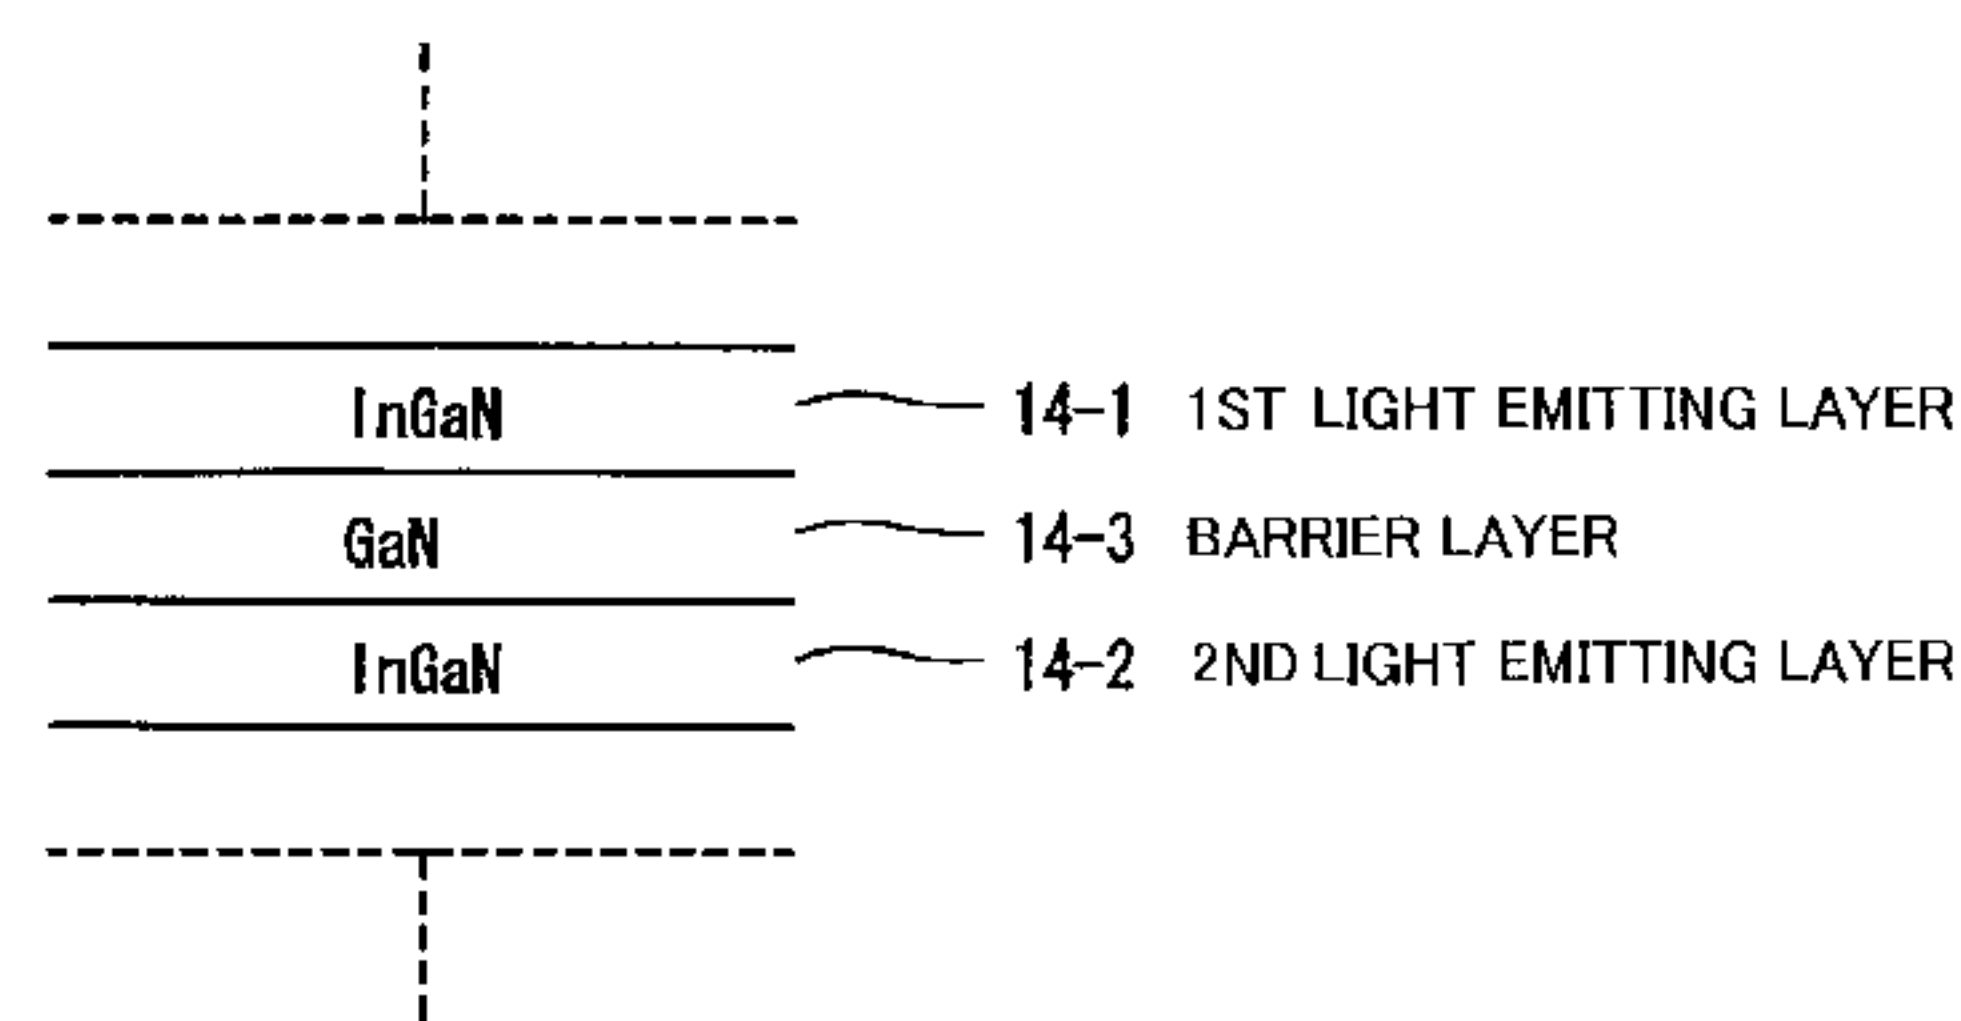 InGaN 14-1 1ST LIGHT EMITTING LAYER
GaN 14-3 BARRIER LAYER
InGaN 14-2 2ND LIGHT EMITTING LAYER